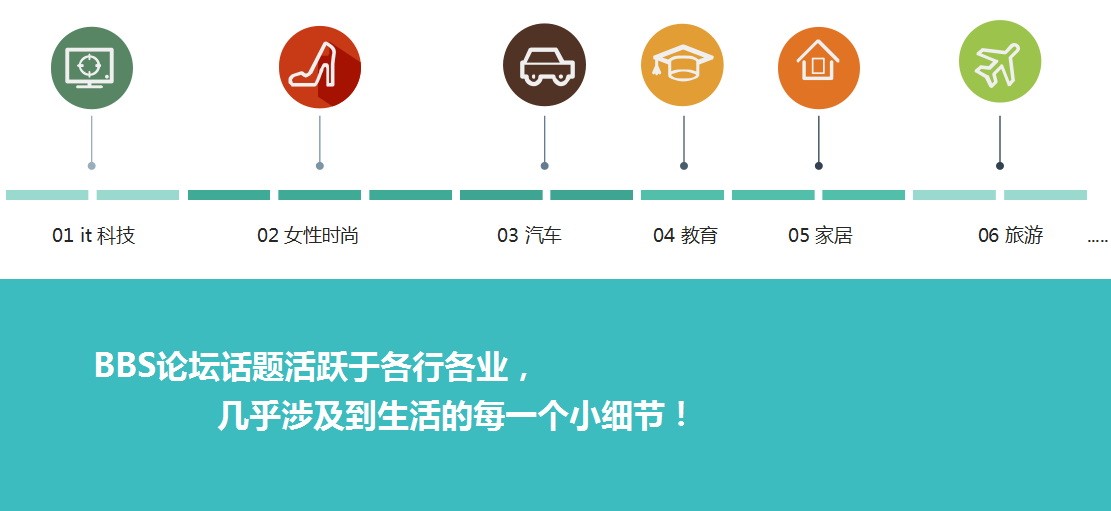 01 it 科技
02 女性时尚
03 汽车
04 教育
05 家居
06 旅游
.....
BBS论坛话题活跃于各行各业，
几乎涉及到生活的每一个小细节！